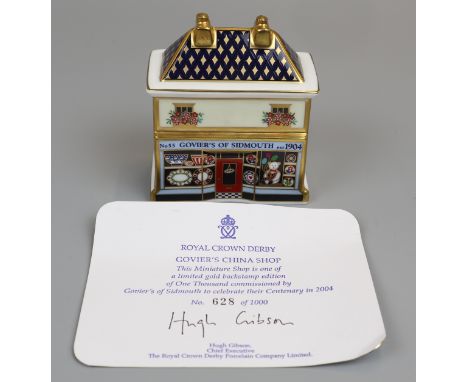 No 55 GOVIER'S OF SIDMOUTH est 1904
ROYAL CROWN DERBY
GOVIER'S CHINA SHOP
This Miniature Shop is one of
a limited gold backstamp edition
of One Thousand commissioned by
Govier's of Sidmouth to celebrate their Centenary in 2004
No. 628 of 1000
Hugh Gibson
Hugh Gibson,
Chief Executive
The Royal Crown Derby Porcelain Company Limited.